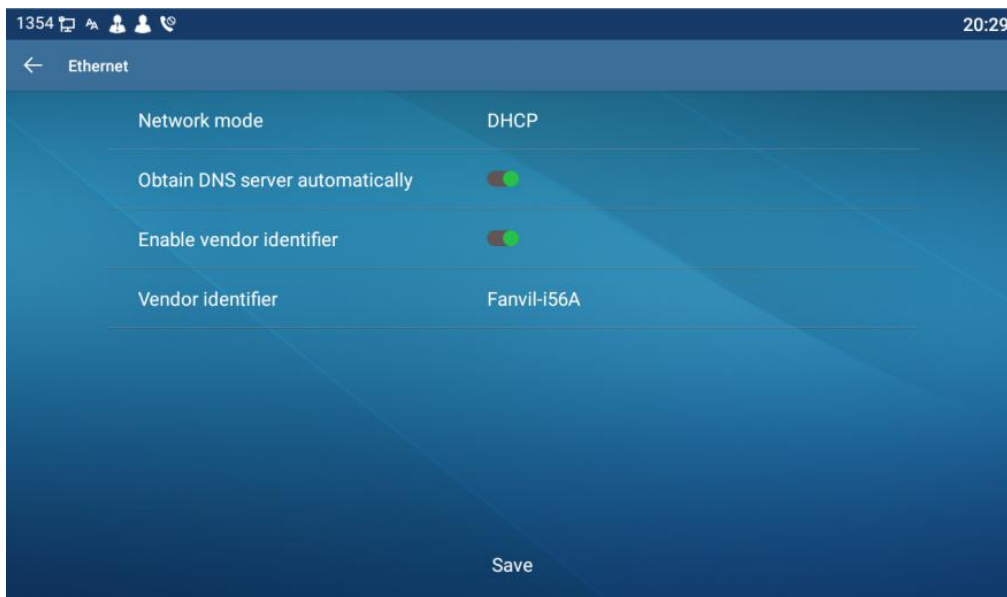 1354 20:29
Ethernet
Network mode DHCP
Obtain DNS server automatically
Enable vendor identifier
Vendor identifier Fanvil-i56A
Save